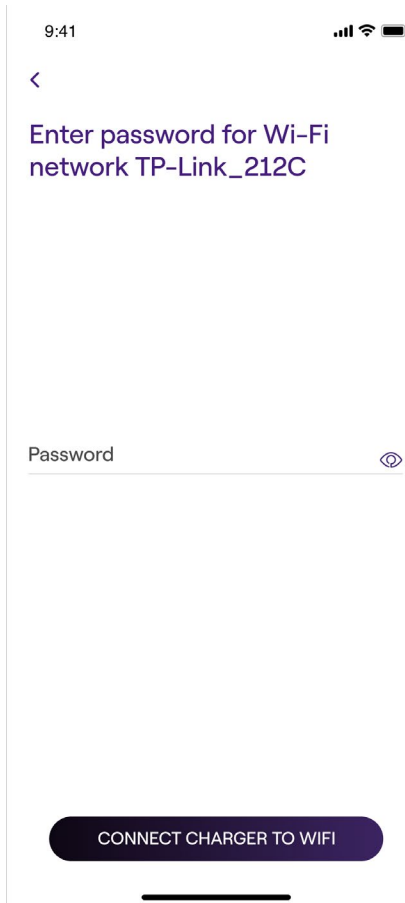 9:41
Enter password for Wi-Fi
network TP-Link_212C
Password
CONNECT CHARGER TO WIFI